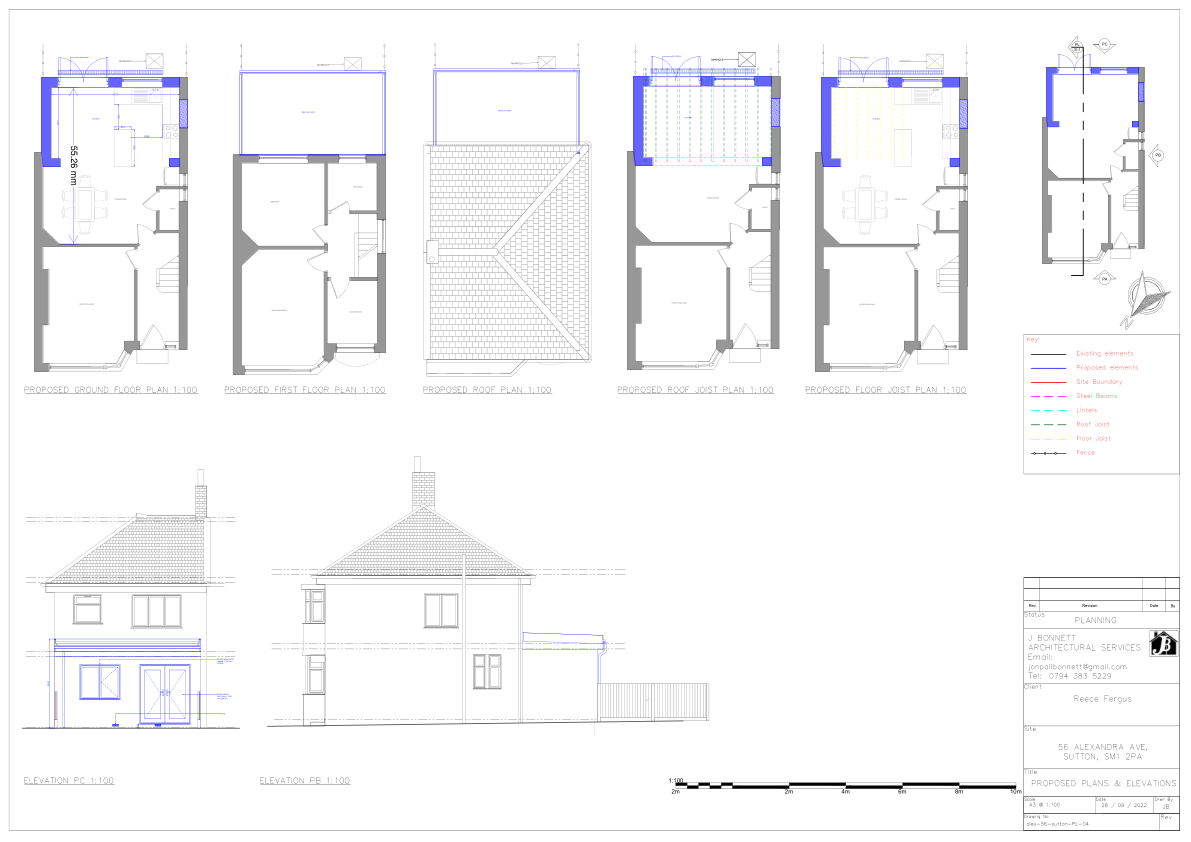 55.26 mm
PC
PB
PA
N
PROPOSED GROUND FLOOR PLAN 1:100
PROPOSED FIRST FLOOR PLAN 1:100
PROPOSED ROOF PLAN 1:100
PROPOSED ROOF JOIST PLAN 1:100
PROPOSED FLOOR JOIST PLAN 1:100
Key:
Existing elements
Proposed elements
Site Boundary
Steel Beams
Lintels
Roof Joist
Floor Joist
Fence
ELEVATION PC 1:100
ELEVATION PB 1:100
1:100
2m
2m
4m
6m
8m
10m
Rev
Revision
Date
By
Status
PLANNING
J BONNETT
ARCHITECTURAL SERVICES
Email:
jonpallbonnett@gmail.com
Tel: 0794 383 5229
JB
Client
Reece Fergus
Site
56 ALEXANDRA AVE,
SUTTON, SM1 2PA
Title
PROPOSED PLANS & ELEVATIONS
Scale
A3 @ 1:100
Date
28 / 09 / 2022
Drwn By
JB
Drawing No
alex-56-sutton-PL-04
Rev